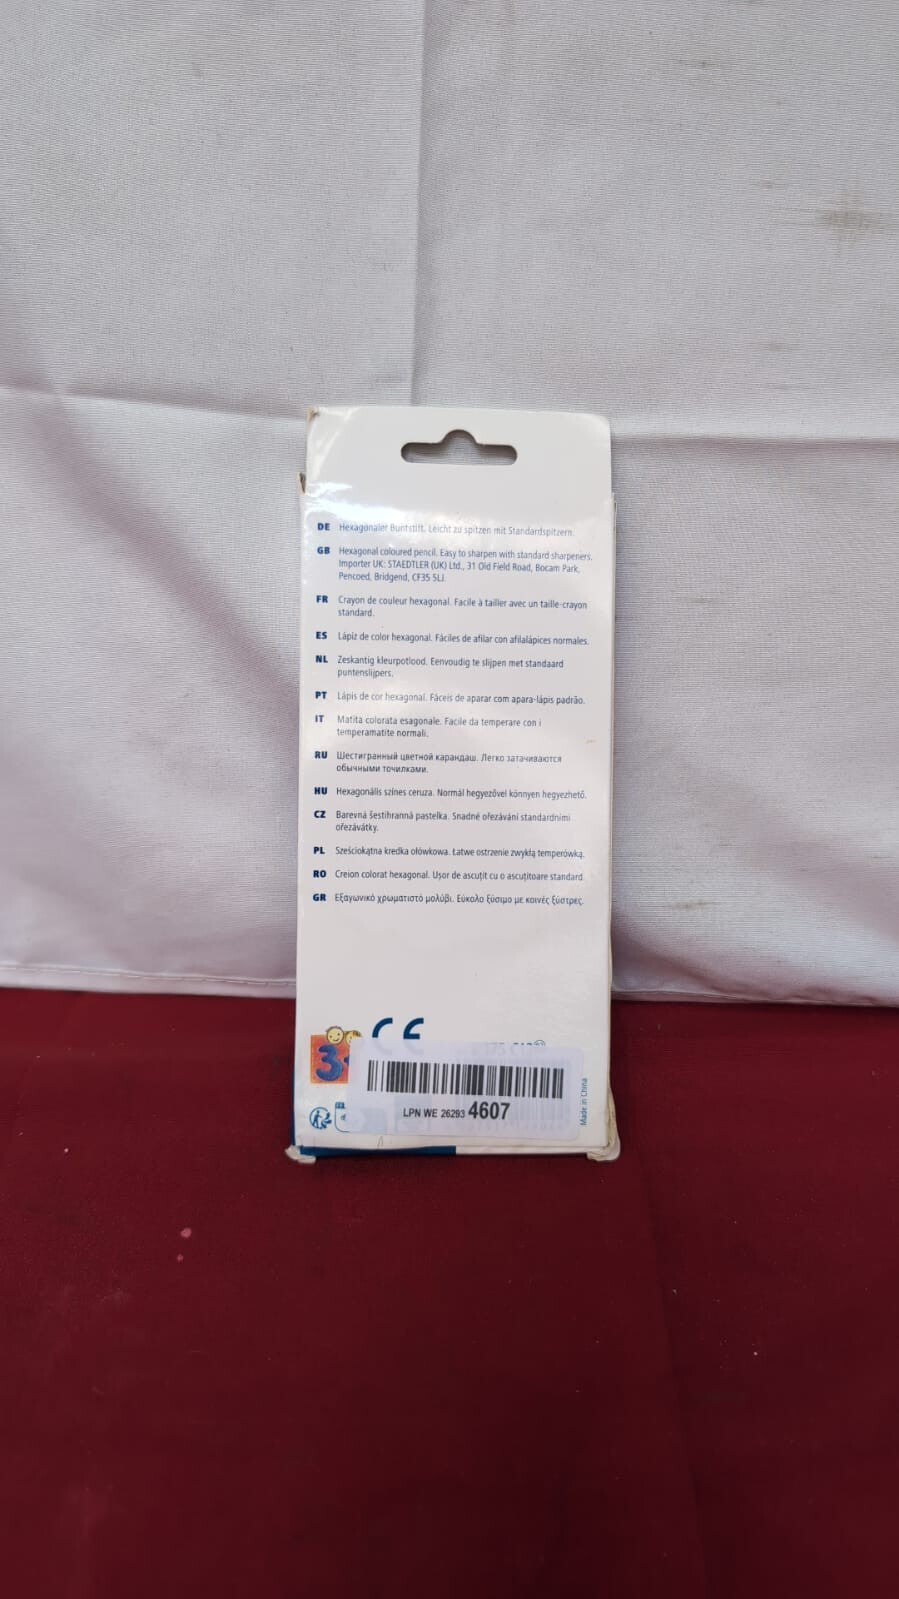 DE Hexagonaler Buntstift. Leicht zu spitzen mit Standardspitzern.
GB Hexagonal coloured pencil. Easy to sharpen with standard sharpeners.
Importer UK: STAEDTLER (UK) Ltd., 31 Old Field Road, Bocam Park,
Pencoed, Bridgend, CF35 5LJ
FR Crayon de couleur hexagonal. Facile à tailler avec un taille-crayon
standard.
ES Lápiz de color hexagonal. Fáciles de afilar con afilalápices normales.
NL Zeskantig kleurpotlood. Eenvoudig te slijpen met standaard
puntenslijpers.
PT Lápis de cor hexagonal. Fáceis de aparar com apara-lápis padrão.
IT Matita colorata esagonale. Facile da temperare con i
temperamatite normali.
RU Шестигранный цветной карандаш. Легко затачиваются
обычными точилками.
HU Hexagonális színes ceruza. Normál hegyezővel könnyen hegyezhető.
CZ Barevná šestihranná pastelka. Snadné ořezávání standardními
ořezávátky.
PL Sześciokątna kredka ołówkowa. Łatwe ostrzenie zwykłą temperówką.
RO Creion colorat hexagonal. Ușor de ascuțit cu o ascuțitoare standard.
GR Εξαγωνικό χρωματιστό μολύβι. Εύκολο ξύσιμο με κοινές ξύστρες.
CE
3
LPN WE 26293 4607
Made in China